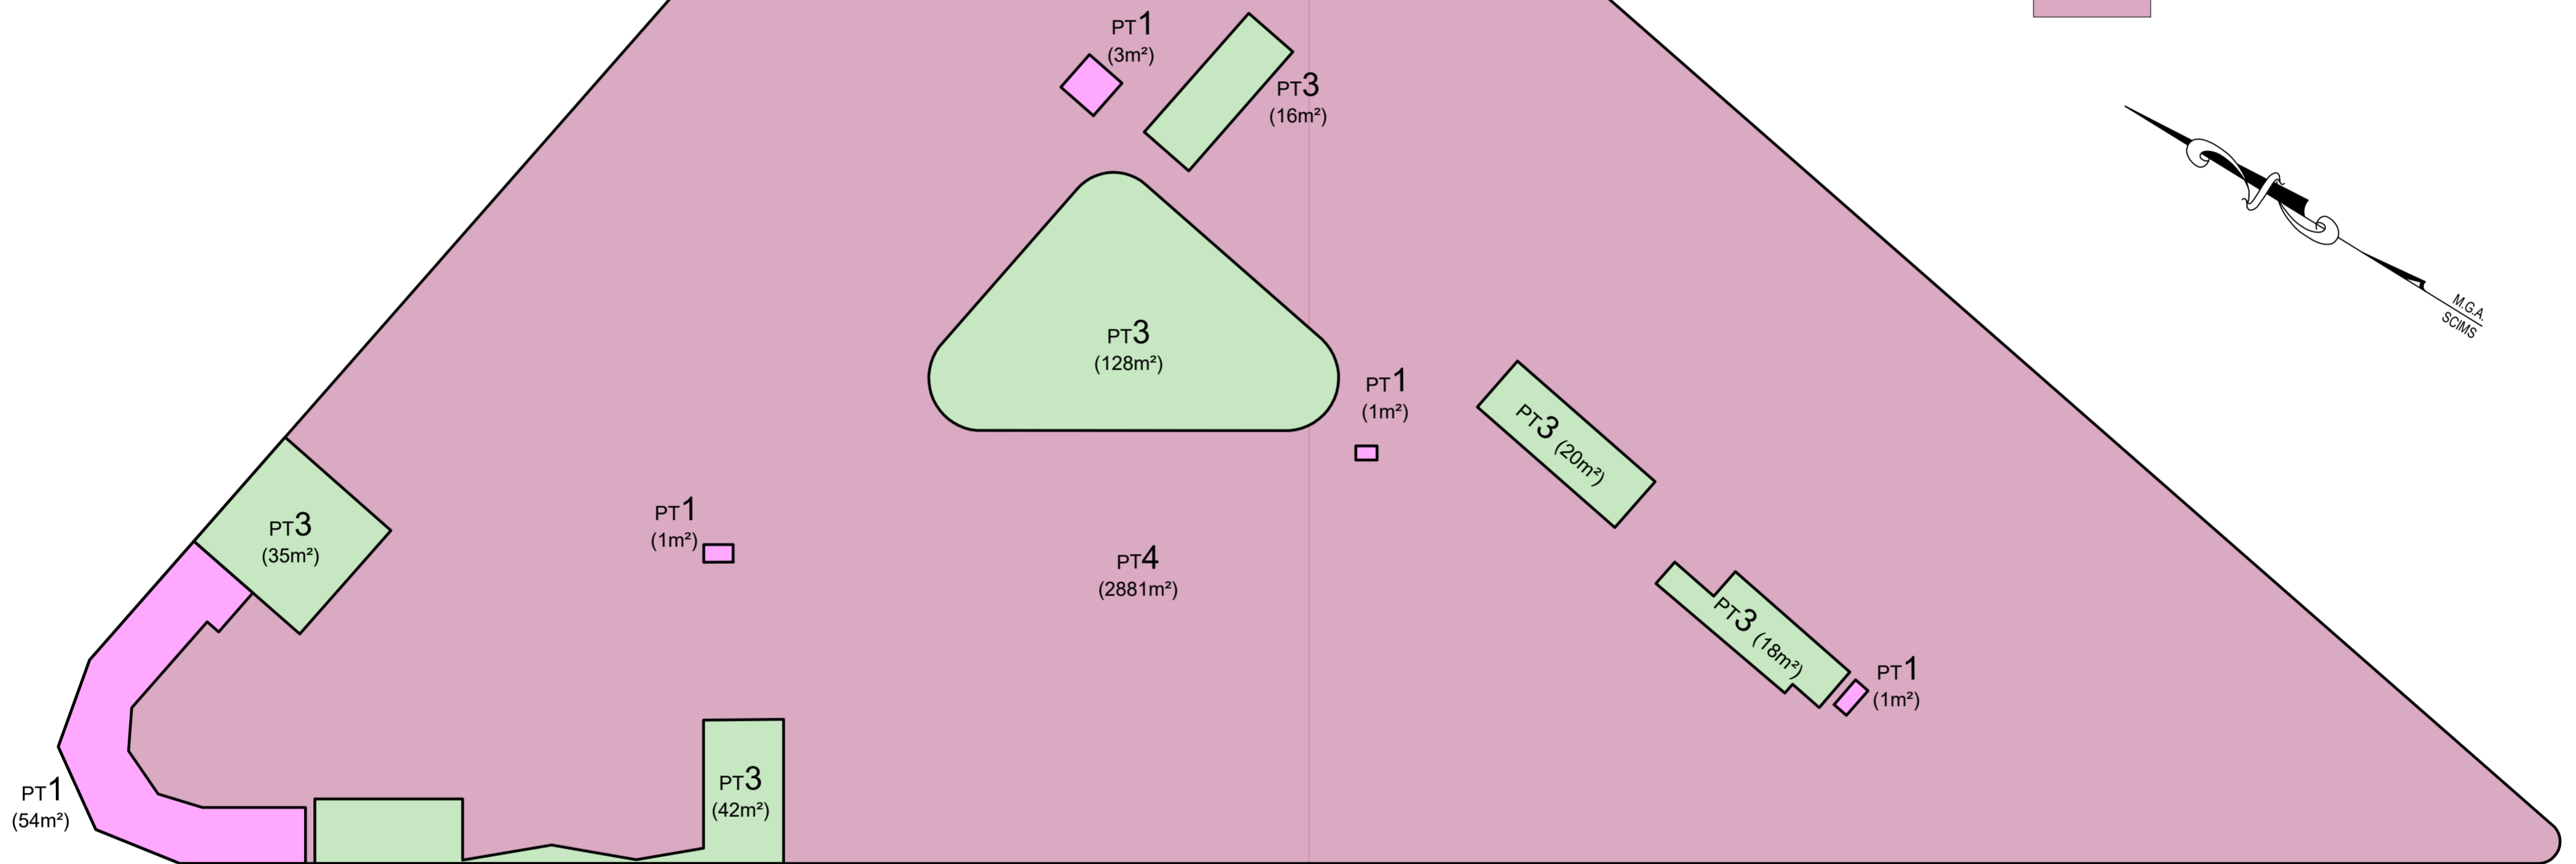 PT1
(3m²)
PT3
(16m²)
PT3
(128m²)
PT1
(1m²)
PT3 (20m²)
PT3
(35m²)
PT1
(1m²)
PT4
(2881m²)
PT3 (18m²)
PT1
(1m²)
PT3
(42m²)
PT1
(54m²)
M.G.A.
SCIMS